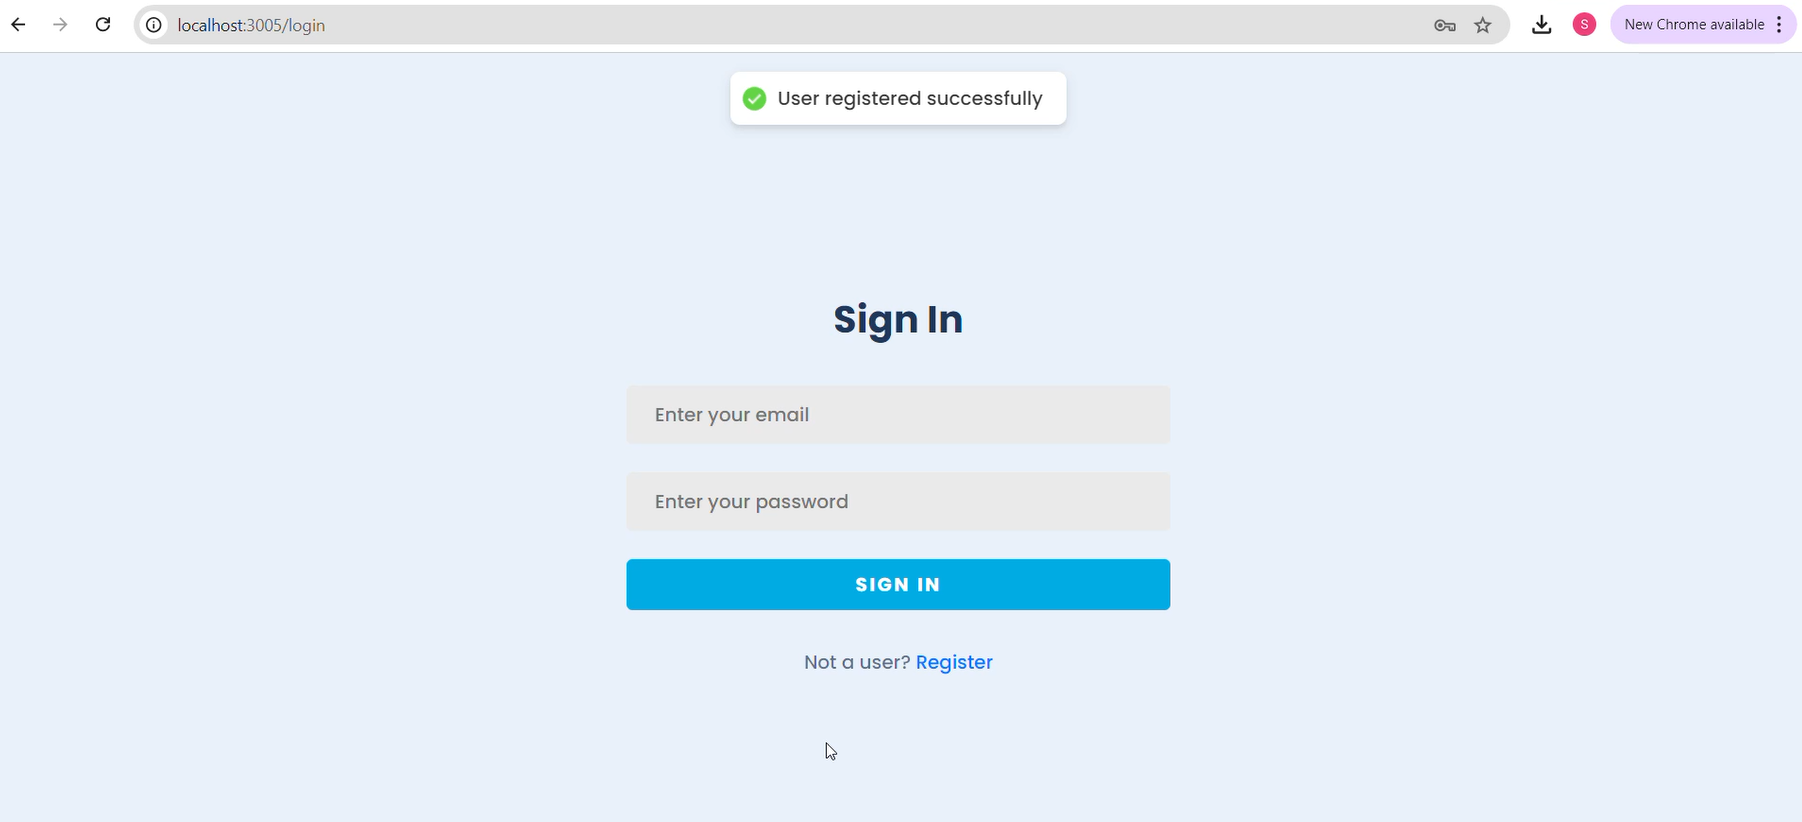 localhost:3005/login
S
New Chrome available
User registered successfully
Sign In
Enter your email
Enter your password
SIGN IN
Not a user? Register